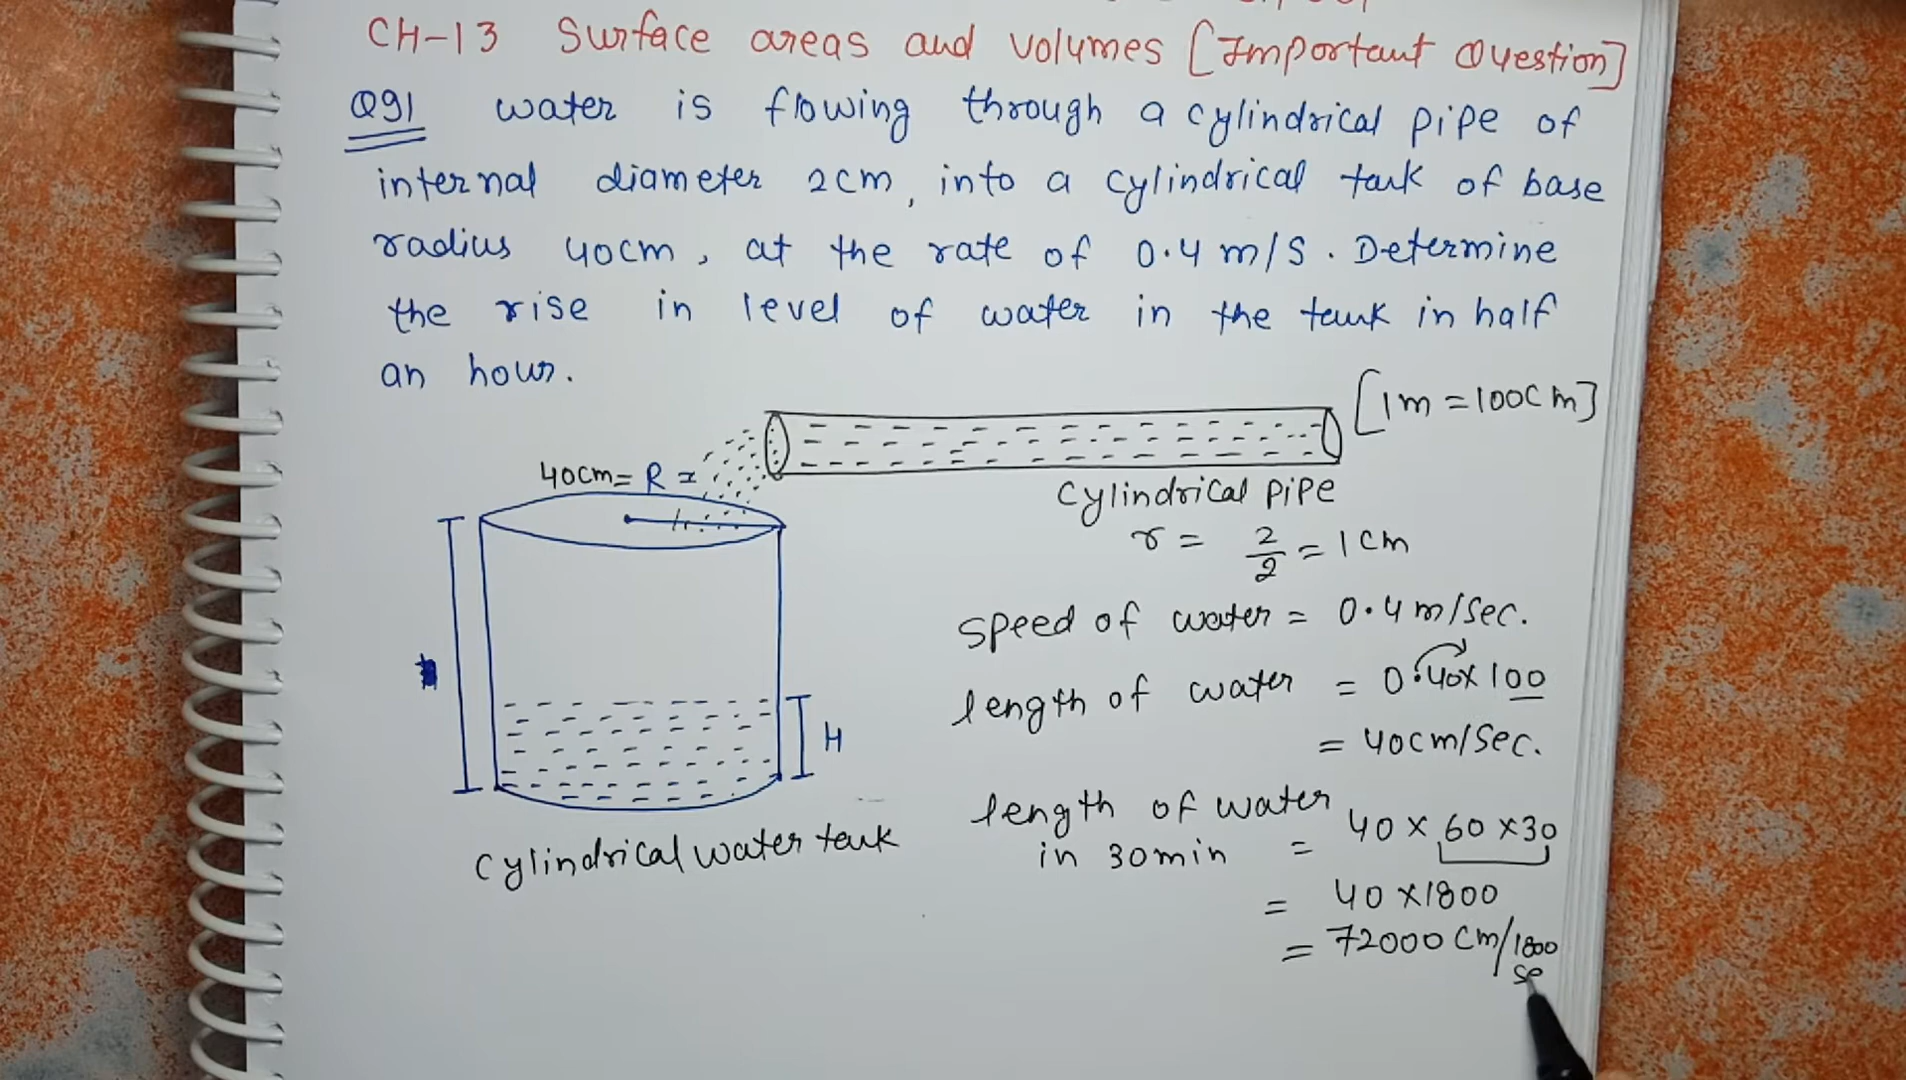 CH-13 Surface areas and volumes [Important Question]
Q91 water is flowing through a cylindrical pipe of
internal diameter 2cm, into a cylindrical tank of base
radius 40cm, at the rate of 0.4 m/s. Determine
the rise in level of water in the tank in half
an hour.
[1m = 100cm]
40cm = R =
cylindrical pipe
r = 2/2 = 1cm
speed of water = 0.4 m/sec.
length of water = 0.40x100
= 40cm/sec.
H
length of water
in 30min = 40 x 60 x 30
cylindrical water tank
= 40 x 1800
= 72000 cm/1800
se